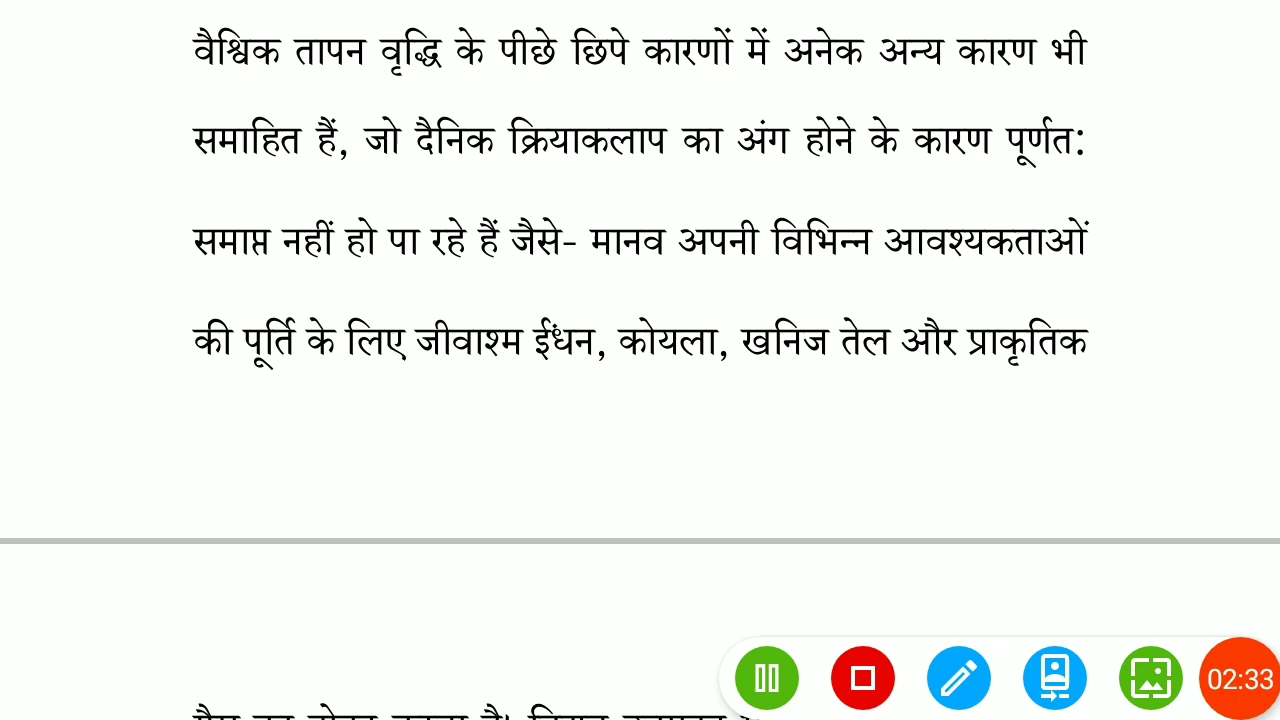 वैश्विक तापन वृद्धि के पीछे छिपे कारणों में अनेक अन्य कारण भी
समाहित हैं, जो दैनिक क्रियाकलाप का अंग होने के कारण पूर्णत:
समाप्त नहीं हो पा रहे हैं जैसे- मानव अपनी विभिन्न आवश्यकताओं
की पूर्ति के लिए जीवाश्म ईंधन, कोयला, खनिज तेल और प्राकृतिक
02:33